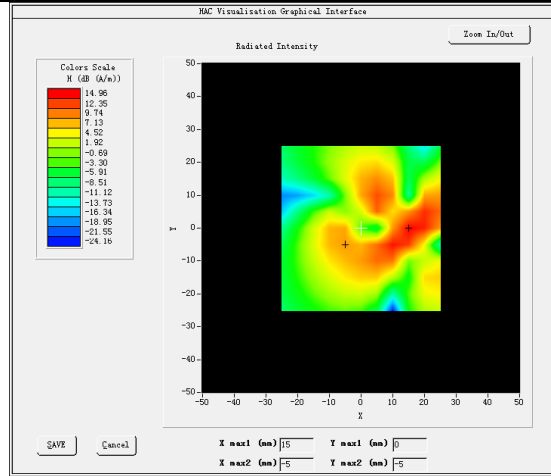 HAC Visualisation Graphical Interface
Zoom In/Out
Radiated Intensity
Colors Scale
H (dB (A/m))
14.96
12.35
9.74
7.13
4.52
1.92
-0.69
-3.30
-5.91
-8.51
-11.12
-13.73
-16.34
-18.95
-21.55
-24.16
50
40
30
20
10
Y
0
-10
-20
-30
-40
-50
-50 -40 -30 -20 -10 0 10 20 30 40 50
X
SAVE Cancel
X max1 (mm) 15 Y max1 (mm) 0
X max2 (mm) -5 Y max2 (mm) -5